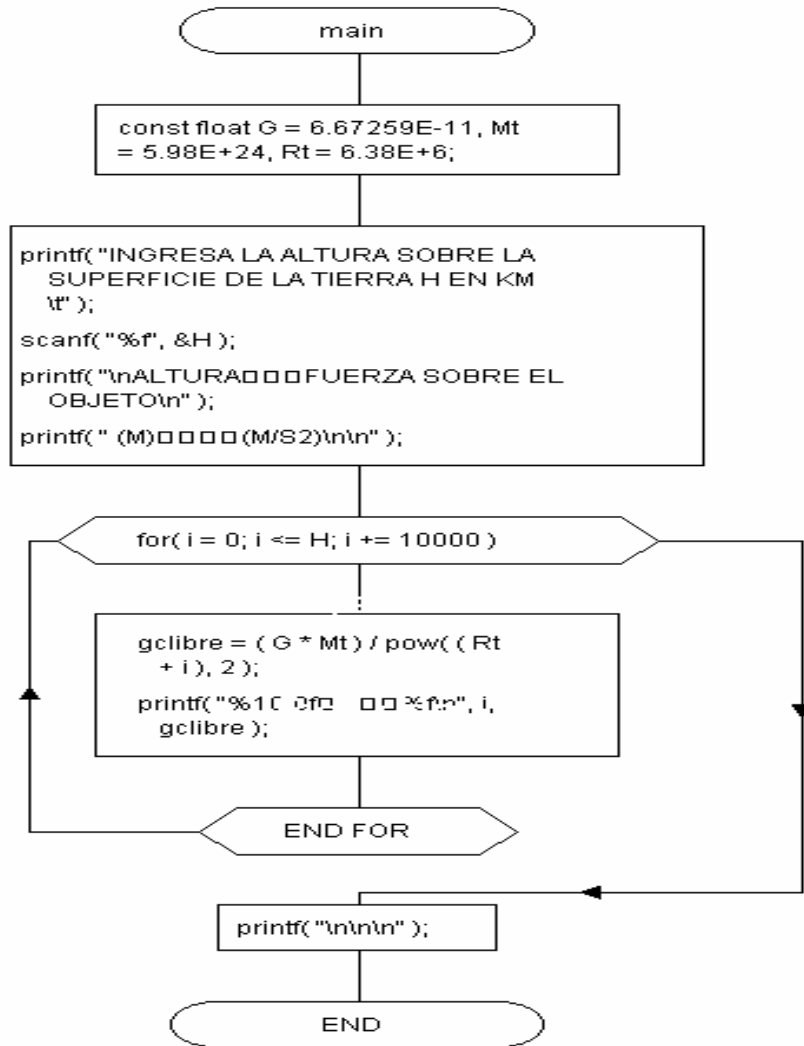 main
const float G = 6.67259E-11, Mt
= 5.98E+24, Rt = 6.38E+6;
printf( "INGRESA LA ALTURA SOBRE LA
SUPERFICIE DE LA TIERRA H EN KM
\t" );
scanf( "%f", &H );
printf( "\nALTURA□□□FUERZA SOBRE EL
OBJETO\n" );
printf( " (M)□□□□(M/S2)\n\n" );
for( i = 0; i <= H; i += 10000 )
gclibre = ( G * Mt ) / pow( ( Rt
+ i ), 2 );
printf( i,
gclibre );
END FOR
printf( "\n\n\n" );
END